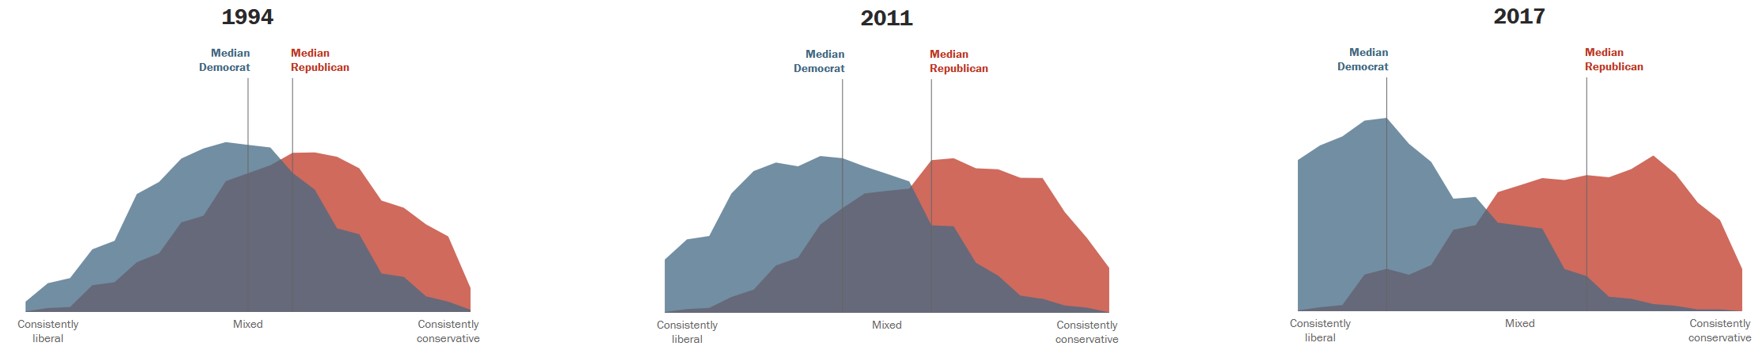 1994
Median
Democrat
Median
Republican
Consistently
liberal
Mixed
Consistently
conservative
2011
Median
Democrat
Median
Republican
Consistently
liberal
Mixed
Consistently
conservative
2017
Median
Democrat
Median
Republican
Consistently
liberal
Mixed
Consistently
conservative